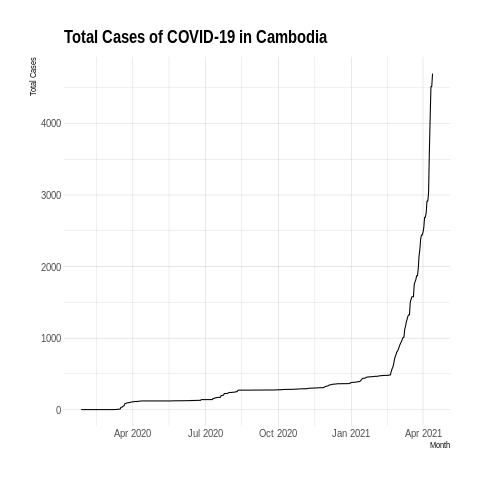 Total Cases of COVID-19 in Cambodia
Total Cases
4000
3000
2000
1000
0
Apr 2020 Jul 2020 Oct 2020 Jan 2021 Apr 2021
Month